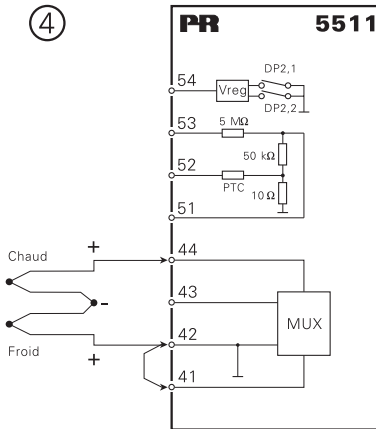 4
PR 5511
54
Vreg
DP2,1
DP2,2
53
5 MΩ
50 kΩ
52
PTC
10Ω
51
Chaud
+
44
43
-
MUX
42
Froid
+
41